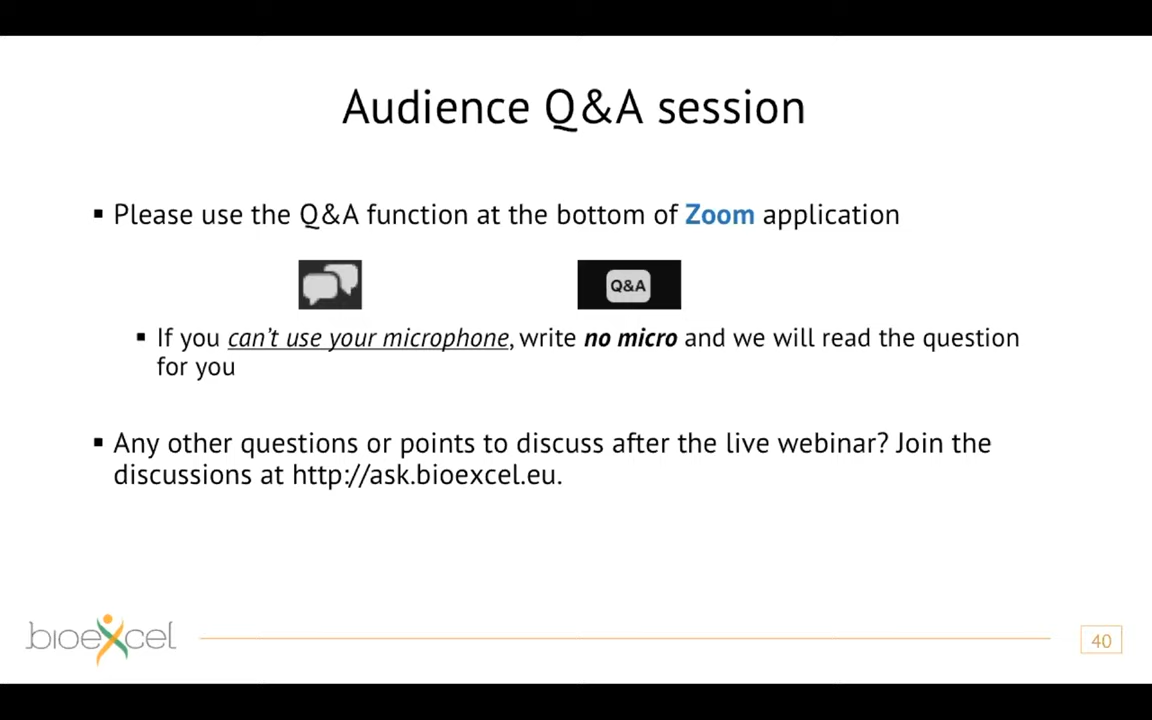 Audience Q&A session
▪ Please use the Q&A function at the bottom of Zoom application
Q&A
▪ If you can't use your microphone, write no micro and we will read the question
for you
▪ Any other questions or points to discuss after the live webinar? Join the
discussions at http://ask.bioexcel.eu.
bioexcel
40